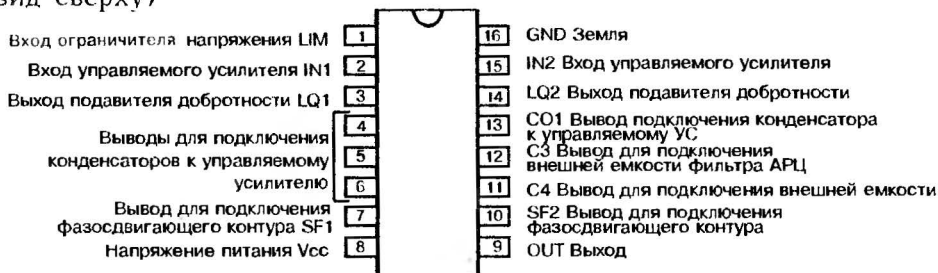 вид сверху)
Вход ограничителя напряжения LIM 1
Вход управляемого усилителя IN1 2
Выход подавителя добротности LQ1 3
Выводы для подключения
конденсаторов к управляемому
усилителю
4
5
6
Вывод для подключения
фазосдвигающего контура SF1
7
Напряжение питания Vcc 8
16 GND Земля
15 IN2 Вход управляемого усилителя
14 LQ2 Выход подавителя добротности
13 CO1 Вывод подключения конденсатора
к управляемому УС
12 C3 Вывод для подключения
внешней емкости фильтра АРЦ
11 C4 Вывод для подключения внешней емкости
10 SF2 Вывод для подключения
фазосдвигающего контура
9 OUT Выход